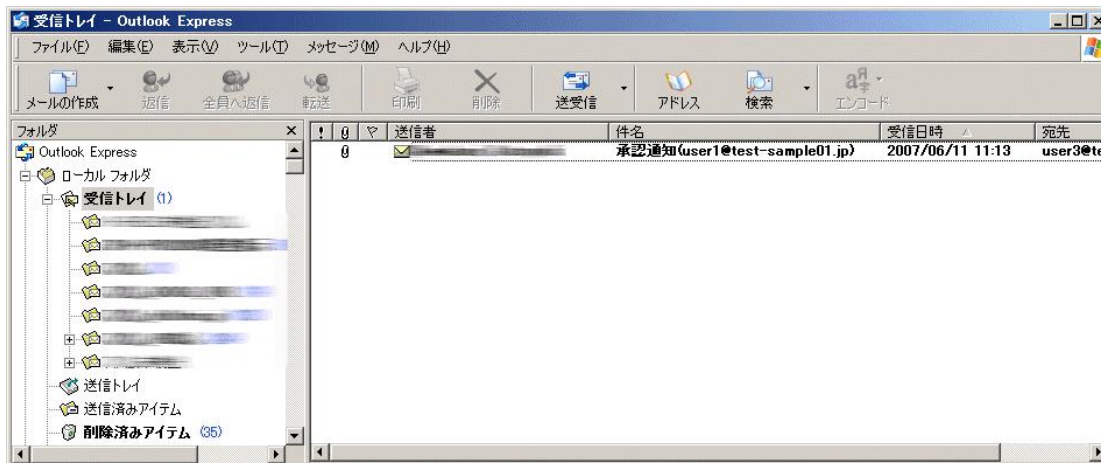 受信トレイ - Outlook Express
ファイル(F) 編集(E) 表示(V) ツール(T) メッセージ(M) ヘルプ(H)
メールの作成 返信 全員へ返信 転送 印刷 削除 送受信 アドレス 検索 エンコード
フォルダ
! 送信者 件名 受信日時 宛先
承認通知(user1@test-sample01.jp) 2007/06/11 11:13 user3@te
Outlook Express
ローカル フォルダ
受信トレイ (1)
送信トレイ
送信済みアイテム
削除済みアイテム (35)